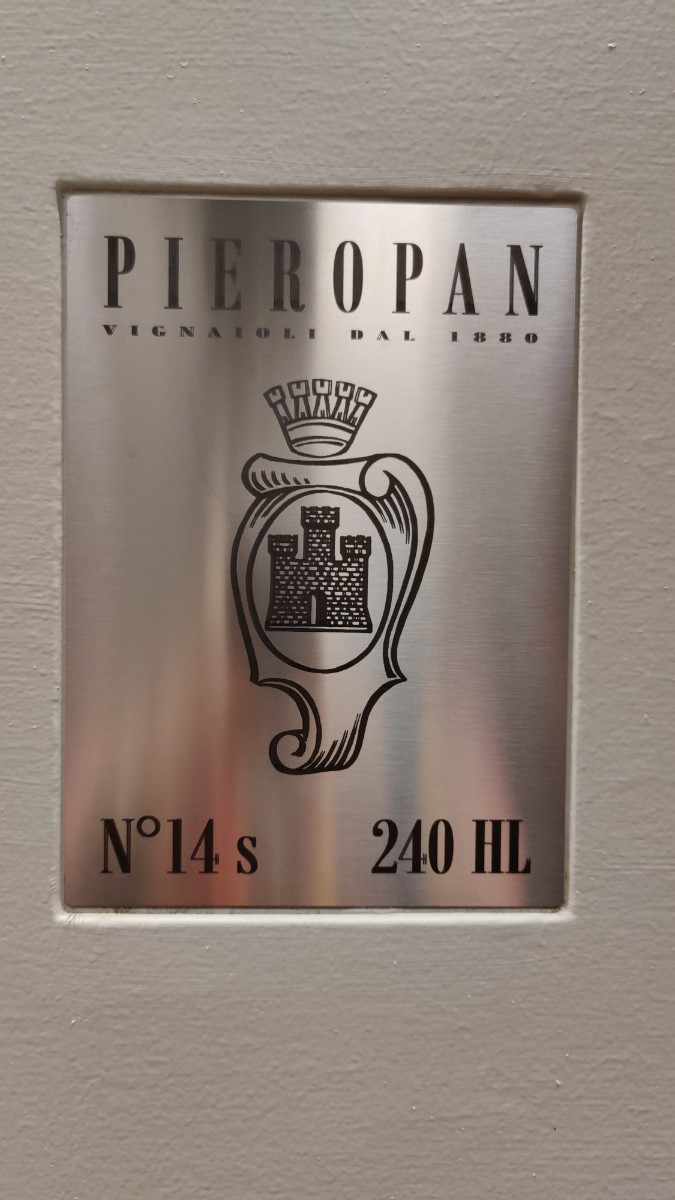 PIEROPAN
VIGNAIOLI DAL 1880
N°14 s 240 HL